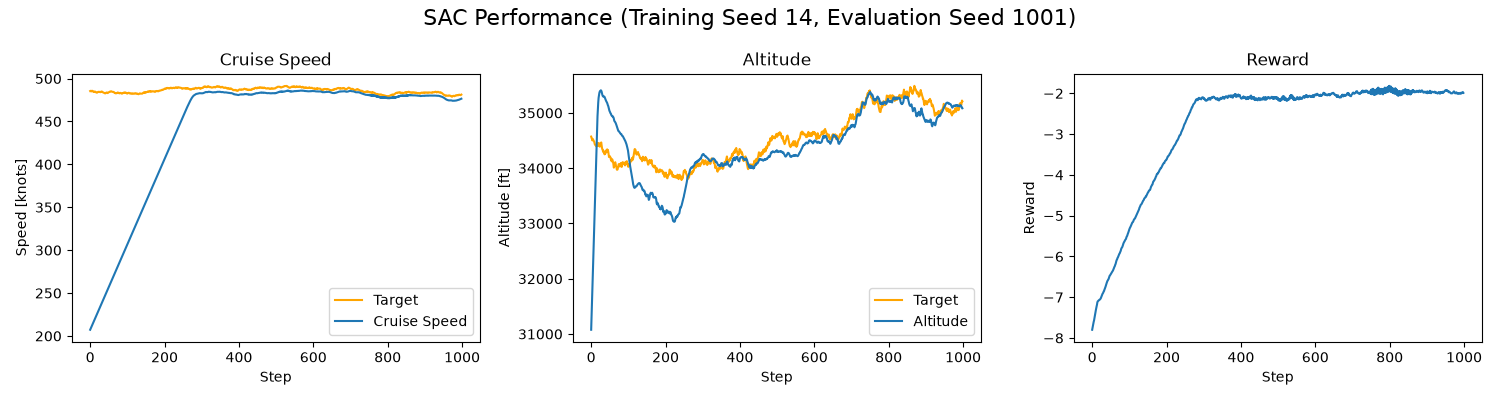 SAC Performance (Training Seed 14, Evaluation Seed 1001)
Cruise Speed
500
450
400
350
300
250
200
Speed [knots]
0 200 400 600 800 1000
Step
Target
Cruise Speed
Altitude
35000
34000
33000
32000
31000
Altitude [ft]
0 200 400 600 800 1000
Step
Target
Altitude
Reward
−2
−3
−4
−5
−6
−7
−8
Reward
0 200 400 600 800 1000
Step